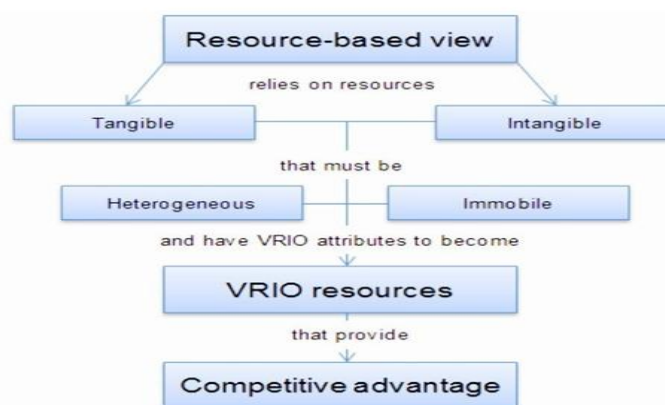 Resource-based view
relies on resources
Tangible
Intangible
that must be
Heterogeneous
Immobile
and have VRIO attributes to become
VRIO resources
that provide
Competitive advantage